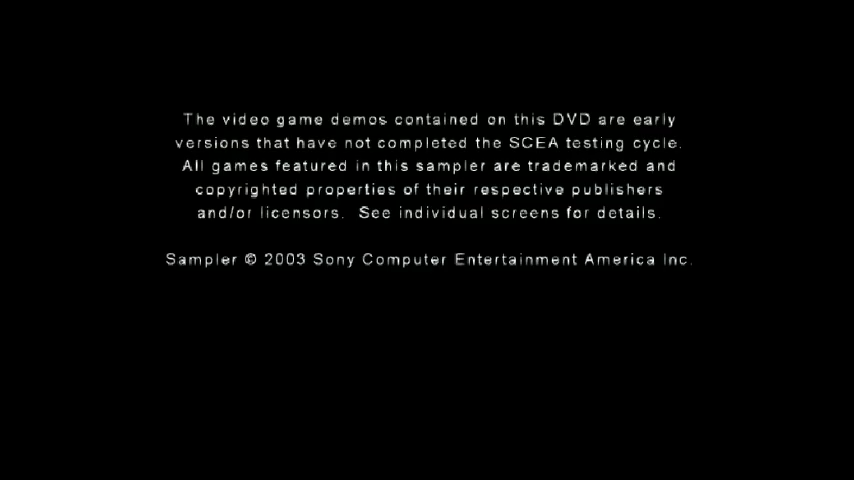 The video game demos contained on this DVD are early
versions that have not completed the SCEA testing cycle.
All games featured in this sampler are trademarked and
copyrighted properties of their respective publishers
and/or licensors. See individual screens for details.
Sampler © 2003 Sony Computer Entertainment America Inc.